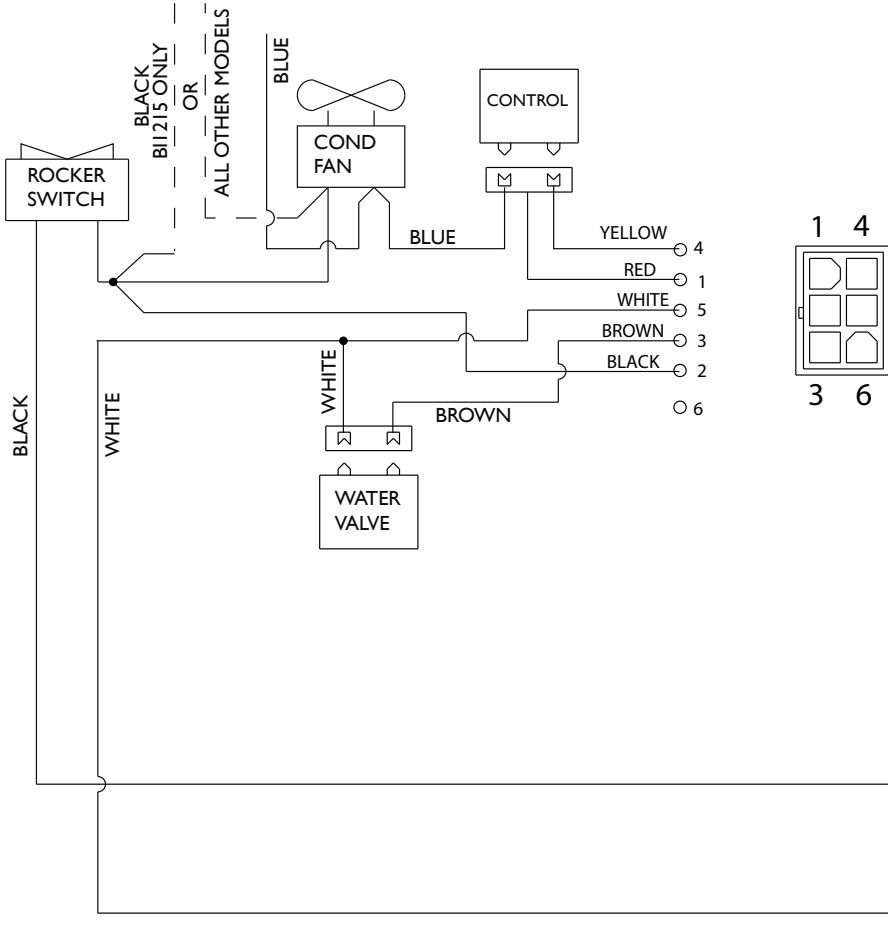 BLACK
BI1215 ONLY
OR
ALL OTHER MODELS
BLUE
CONTROL
COND
FAN
ROCKER
SWITCH
BLUE
YELLOW
4
RED
1
WHITE
5
BROWN
3
BLACK
2
6
1 4
3 6
WHITE
BROWN
BLACK
WHITE
WATER
VALVE